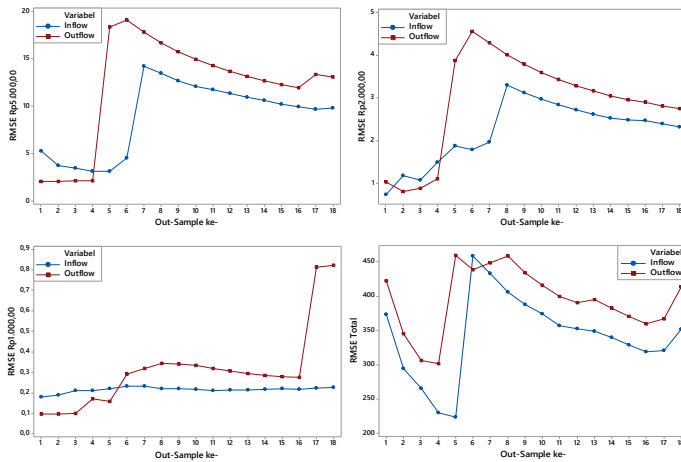 Variabel
Inflow
Outflow
RMSE Rp5.000,00
20
15
10
5
0
1 2 3 4 5 6 7 8 9 10 11 12 13 14 15 16 17 18
Out-Sample ke-
Variabel
Inflow
Outflow
RMSE Rp2.000,00
5
4
3
2
1
1 2 3 4 5 6 7 8 9 10 11 12 13 14 15 16 17 18
Out-Sample ke-
Variabel
Inflow
Outflow
RMSE Rp1.000,00
0,9
0,8
0,7
0,6
0,5
0,4
0,3
0,2
0,1
0,0
1 2 3 4 5 6 7 8 9 10 11 12 13 14 15 16 17 18
Out-Sample ke-
Variabel
Inflow
Outflow
RMSE Total
450
400
350
300
250
200
1 2 3 4 5 6 7 8 9 10 11 12 13 14 15 16 17 18
Out-Sample ke-